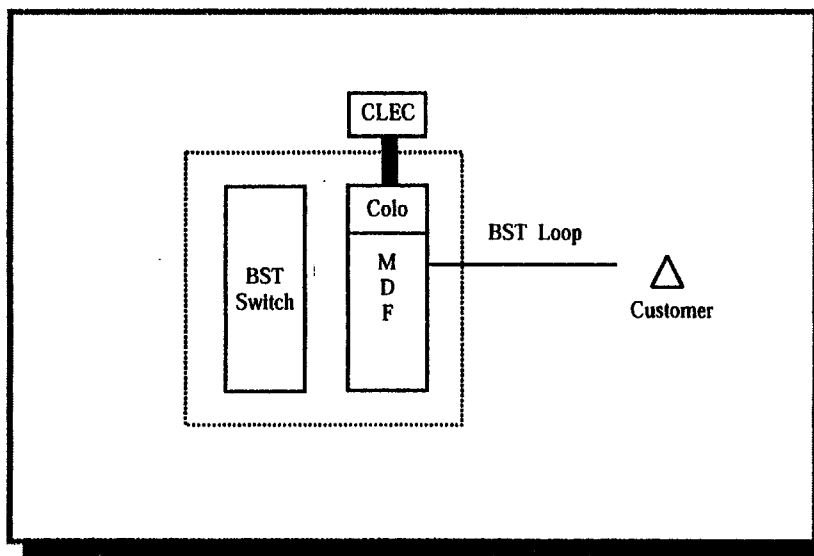 CLEC
Colo
BST Loop
M
D
F
BST
Switch
Customer